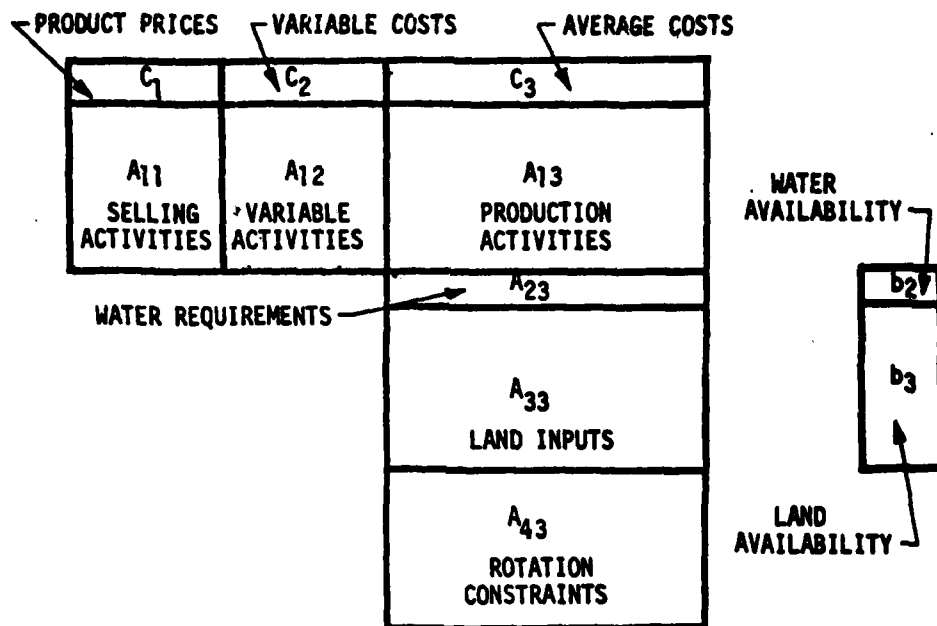 PRODUCT PRICES VARIABLE COSTS AVERAGE COSTS
C1 C2 C3
A11 A12 A13
SELLING ACTIVITIES
VARIABLE ACTIVITIES
PRODUCTION ACTIVITIES
WATER AVAILABILITY
A23 b2
WATER REQUIREMENTS
b3
A33
LAND INPUTS
A43
ROTATION CONSTRAINTS
LAND AVAILABILITY